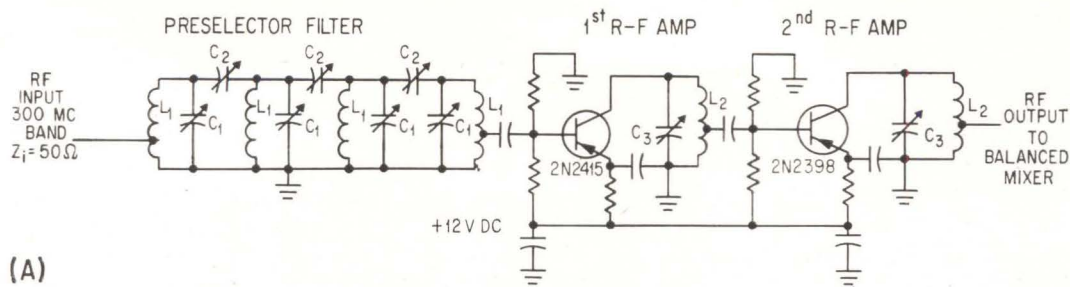 PRESELECTOR FILTER
1st R-F AMP
2nd R-F AMP
C2
C2
C2
RF
INPUT
300 MC
BAND
Zi=50Ω
L1
C1
L1
C1
L1
C1
C1
L1
C3
L2
C3
L2
RF
OUTPUT
TO
BALANCED
MIXER
2N2415
2N2398
+12V DC
(A)